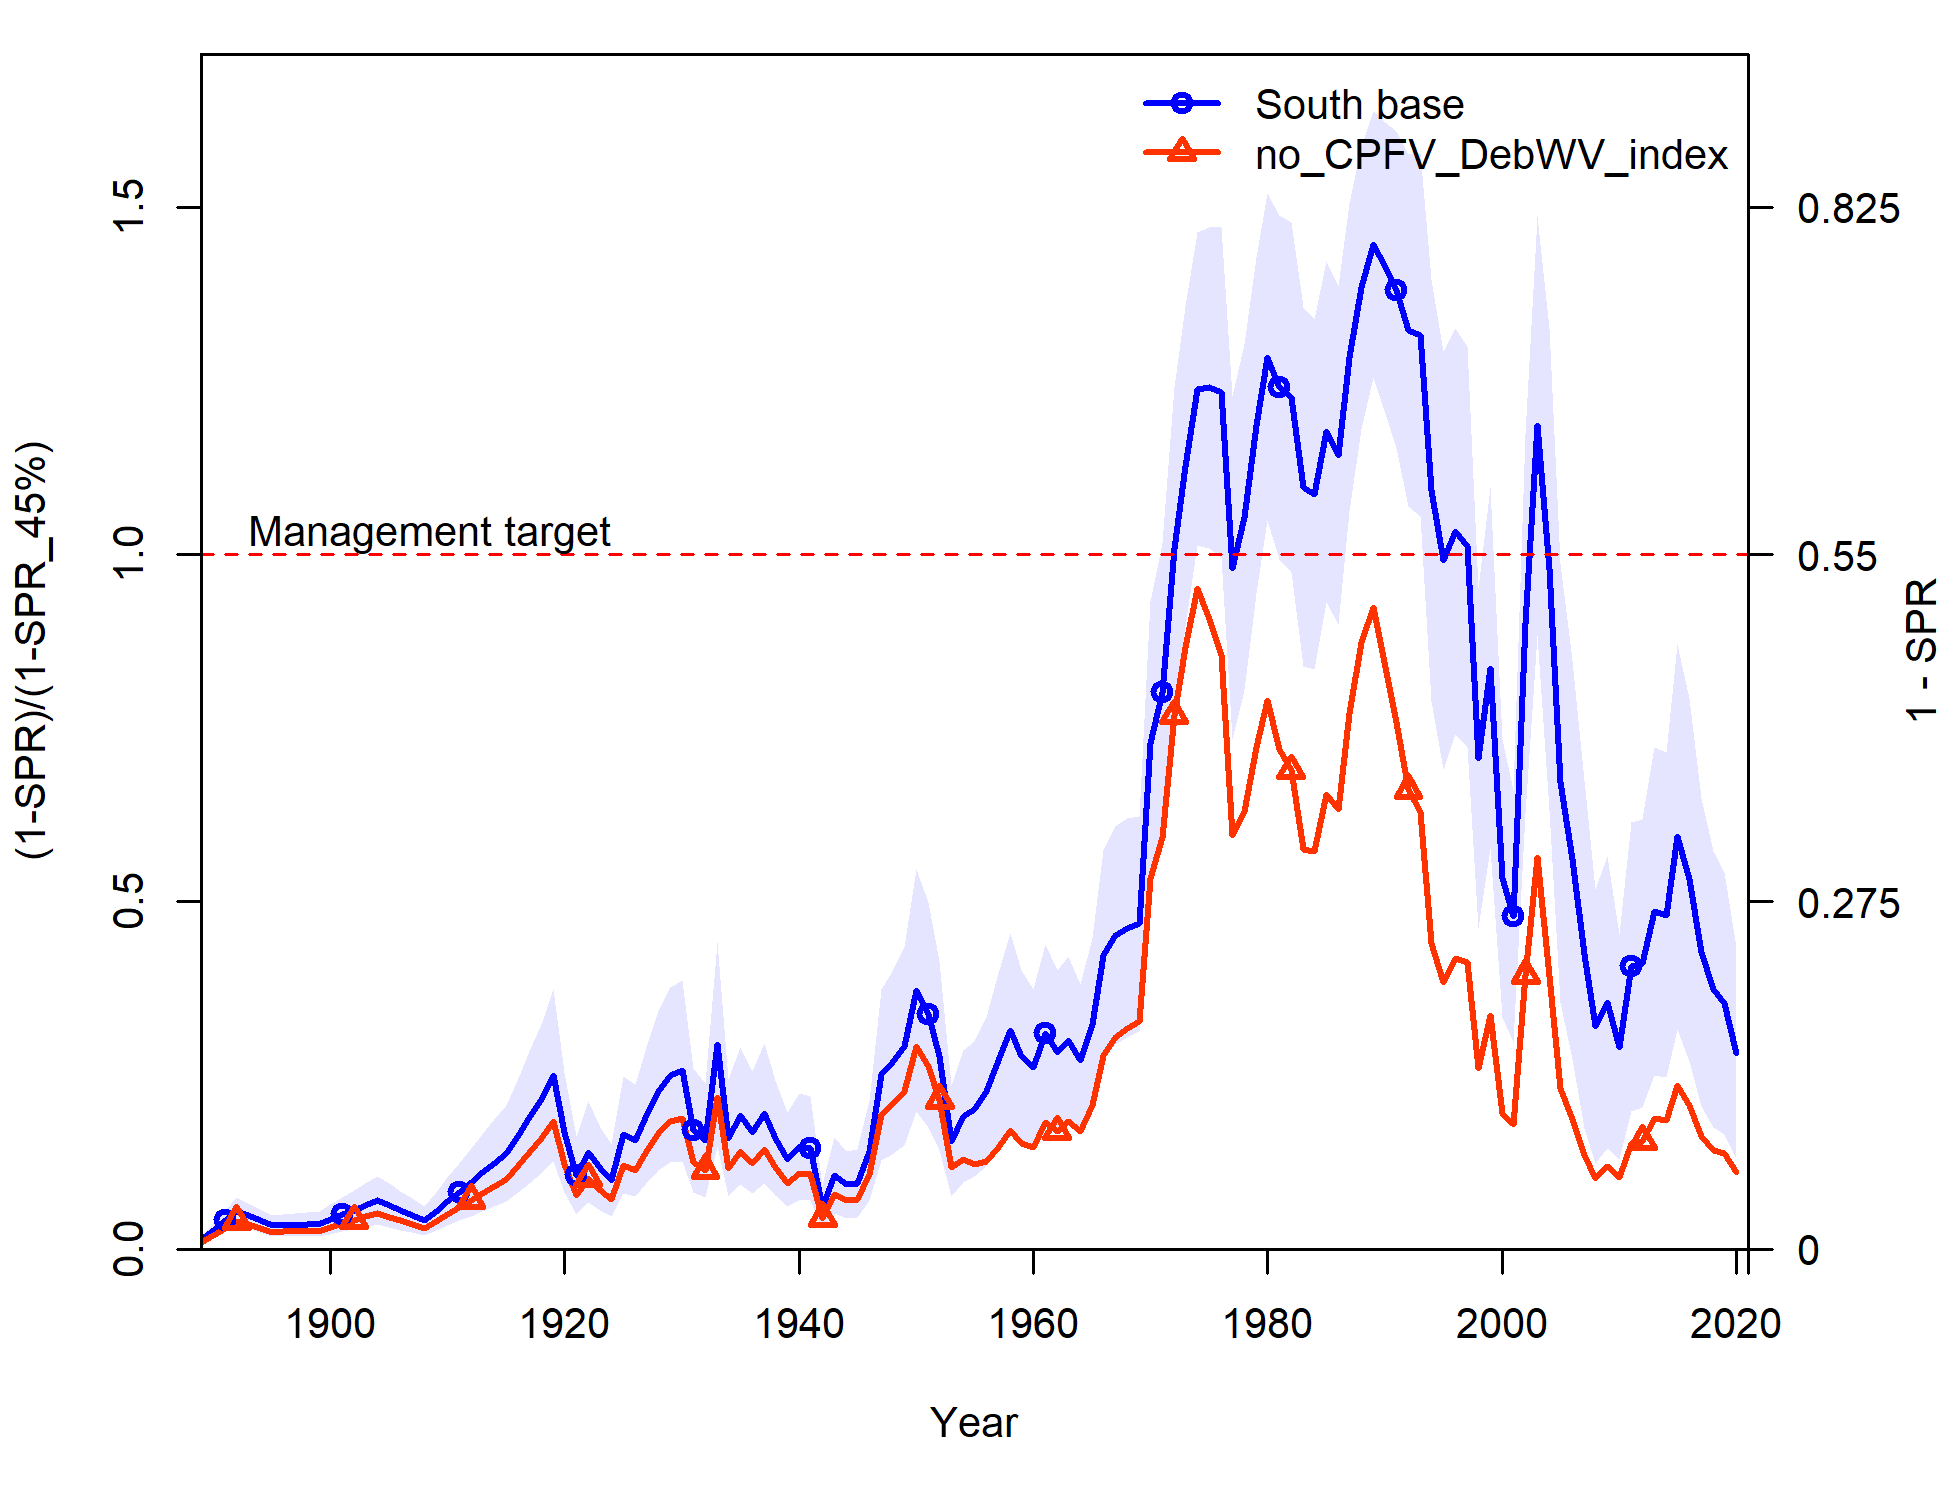 South base
no_CPFV_DebWV_index
Management target
(1-SPR)/(1-SPR_45%)
0.0
0.5
1.0
1.5
1 - SPR
0.825
0.55
0.275
0
1900
1920
1940
1960
1980
2000
2020
Year